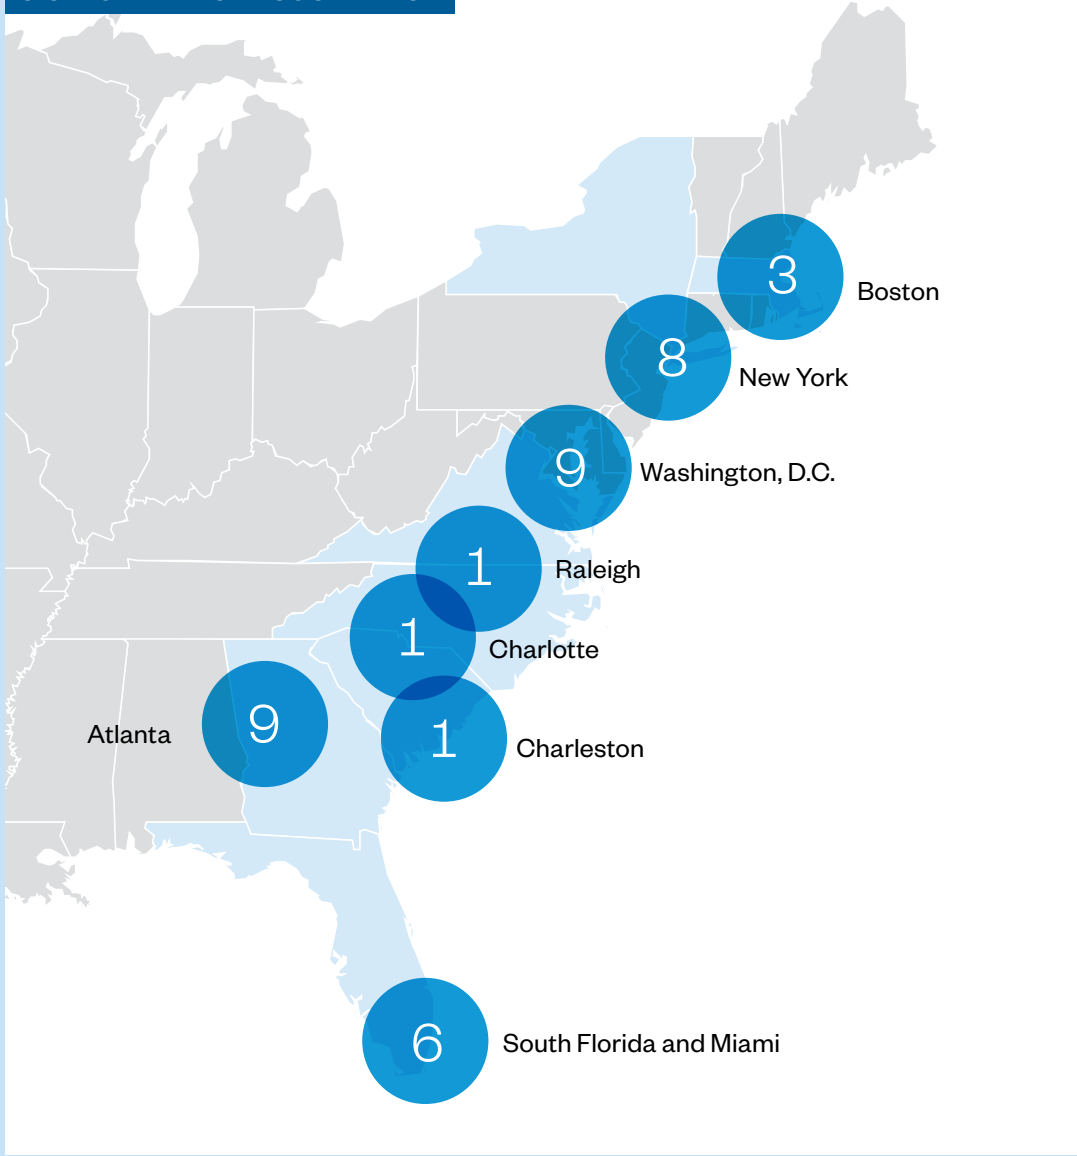 3
Boston
8
New York
9
Washington, D.C.
1
Raleigh
1
Charlotte
9
Atlanta
1
Charleston
6
South Florida and Miami